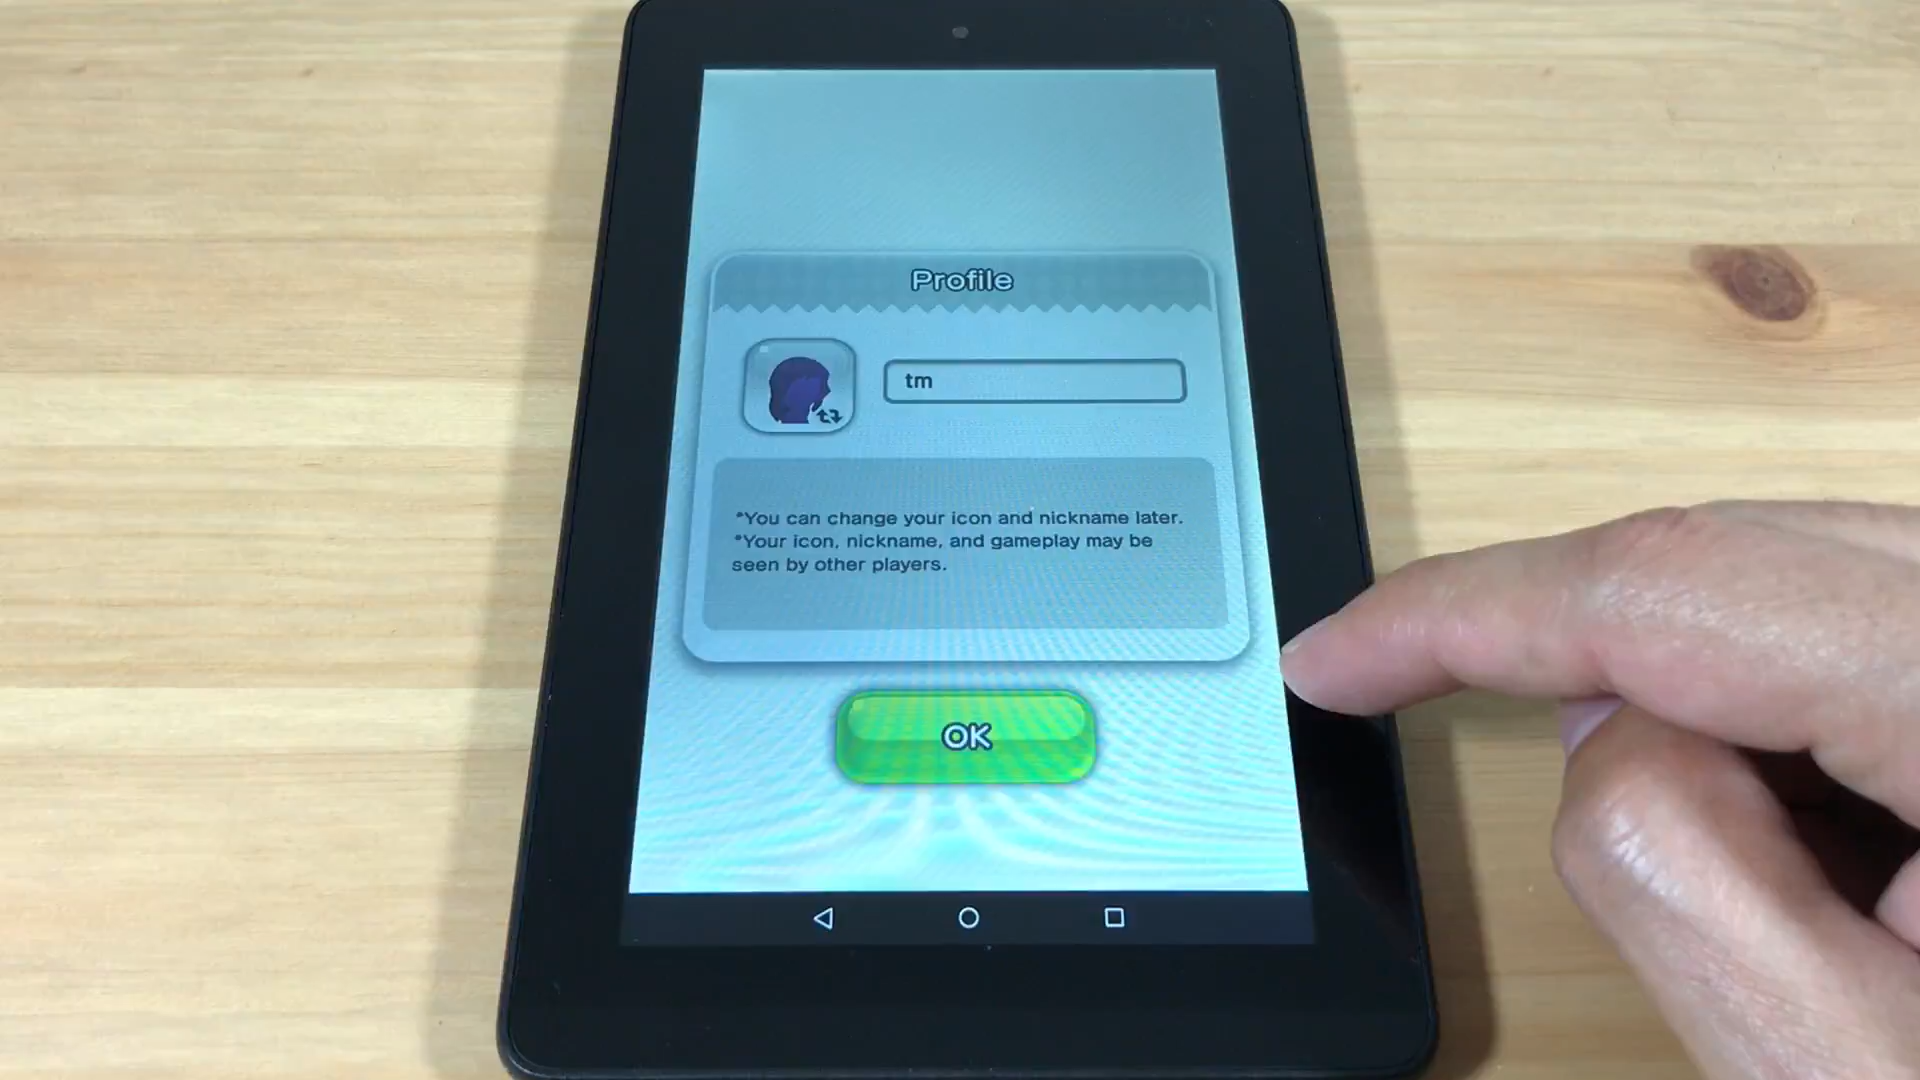 Profile
tm
*You can change your icon and nickname later.
*Your icon, nickname, and gameplay may be
seen by other players.
OK